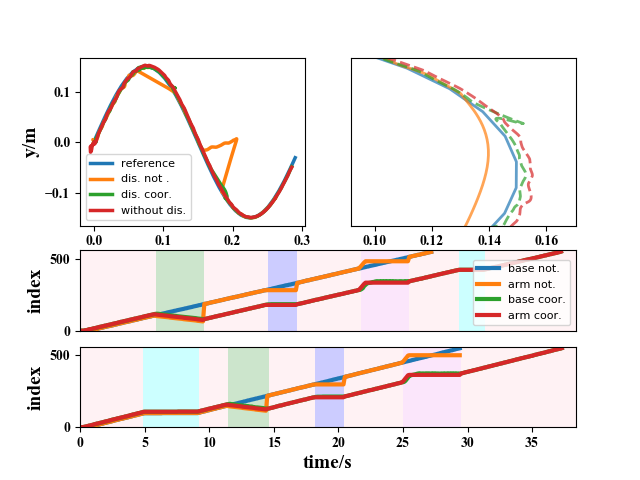 y/m
0.1
0.0
−0.1
reference
dis. not .
dis. coor.
without dis.
0.0 0.1 0.2 0.3
0.10 0.12 0.14 0.16
index
500
0
base not.
arm not.
base coor.
arm coor.
index
500
0
0 5 10 15 20 25 30 35
time/s